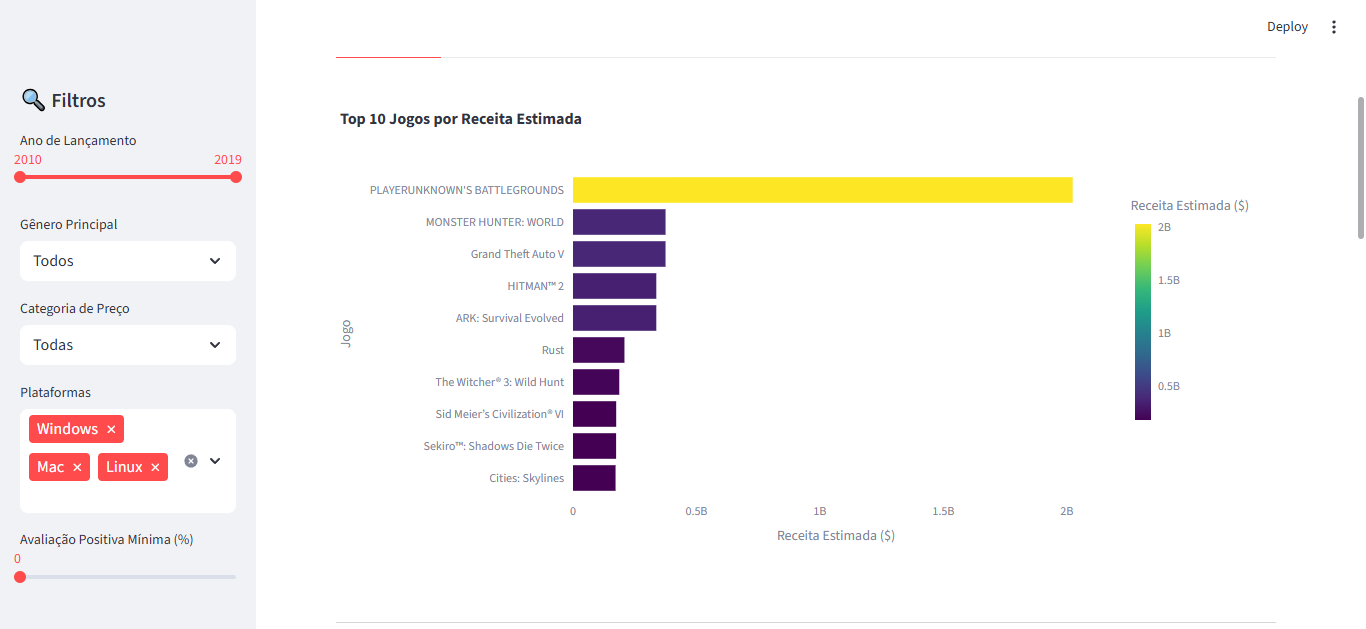 Deploy
Filtros
Ano de Lançamento
2010 2019
Gênero Principal
Todos
Categoria de Preço
Todas
Plataformas
Windows ×
Mac × Linux ×
Avaliação Positiva Mínima (%)
0
Top 10 Jogos por Receita Estimada
Jogo
PLAYERUNKNOWN'S BATTLEGROUNDS
MONSTER HUNTER: WORLD
Grand Theft Auto V
HITMAN™ 2
ARK: Survival Evolved
Rust
The Witcher® 3: Wild Hunt
Sid Meier's Civilization® VI
Sekiro™: Shadows Die Twice
Cities: Skylines
0 0.5B 1B 1.5B 2B
Receita Estimada ($)
Receita Estimada ($)
2B
1.5B
1B
0.5B